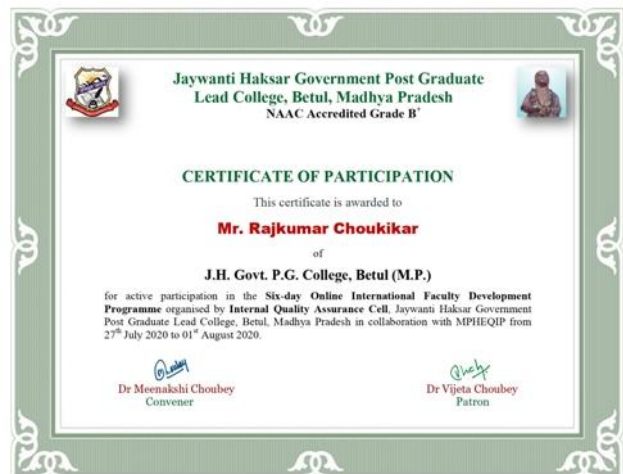 Jaywanti Haksar Government Post Graduate
Lead College, Betul, Madhya Pradesh
NAAC Accredited Grade B+
CERTIFICATE OF PARTICIPATION
This certificate is awarded to
Mr. Rajkumar Choukikar
of
J.H. Govt. P.G. College, Betul (M.P.)
for active participation in the Six-day Online International Faculty Development
Programme organised by Internal Quality Assurance Cell, Jaywanti Haksar Government
Post Graduate Lead College, Betul, Madhya Pradesh in collaboration with MPHEQIP from
27th July 2020 to 01st August 2020.
Dr Meenakshi Choubey
Convener
Dr Vijeta Choubey
Patron